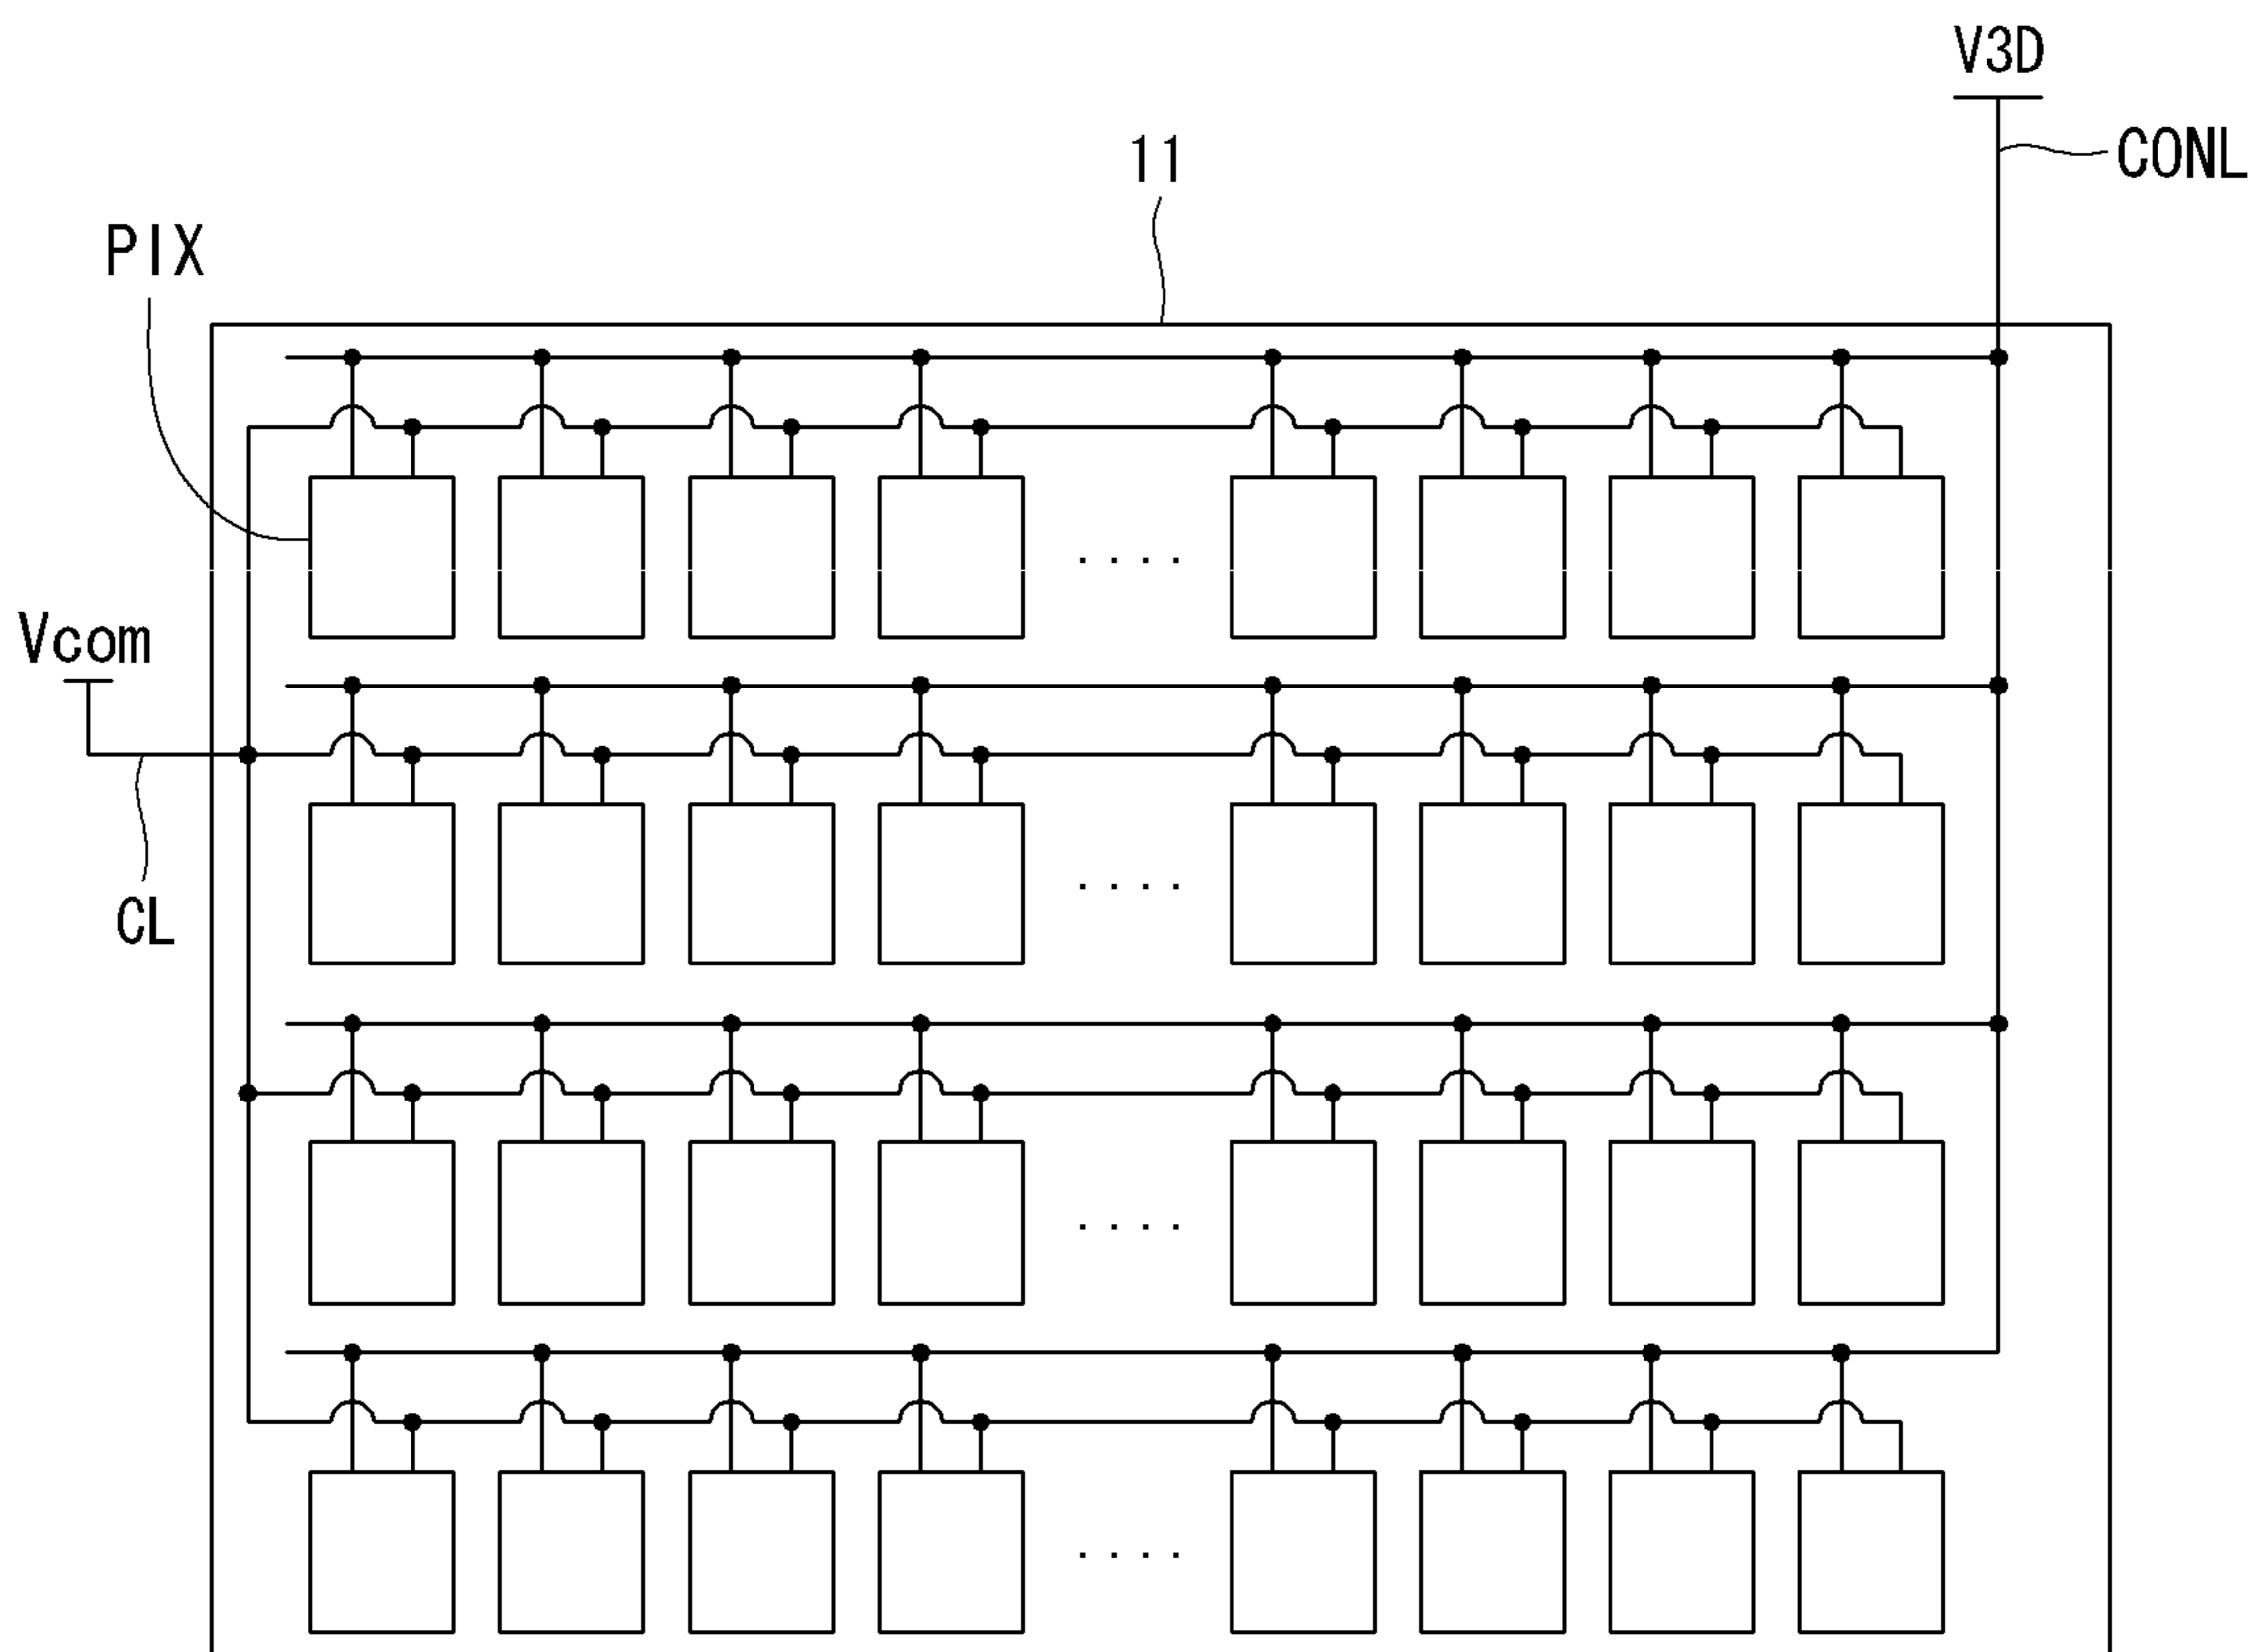 V3D
CONL
11
PIX
. . . .
Vcom
. . . .
CL
. . . .
. . . .